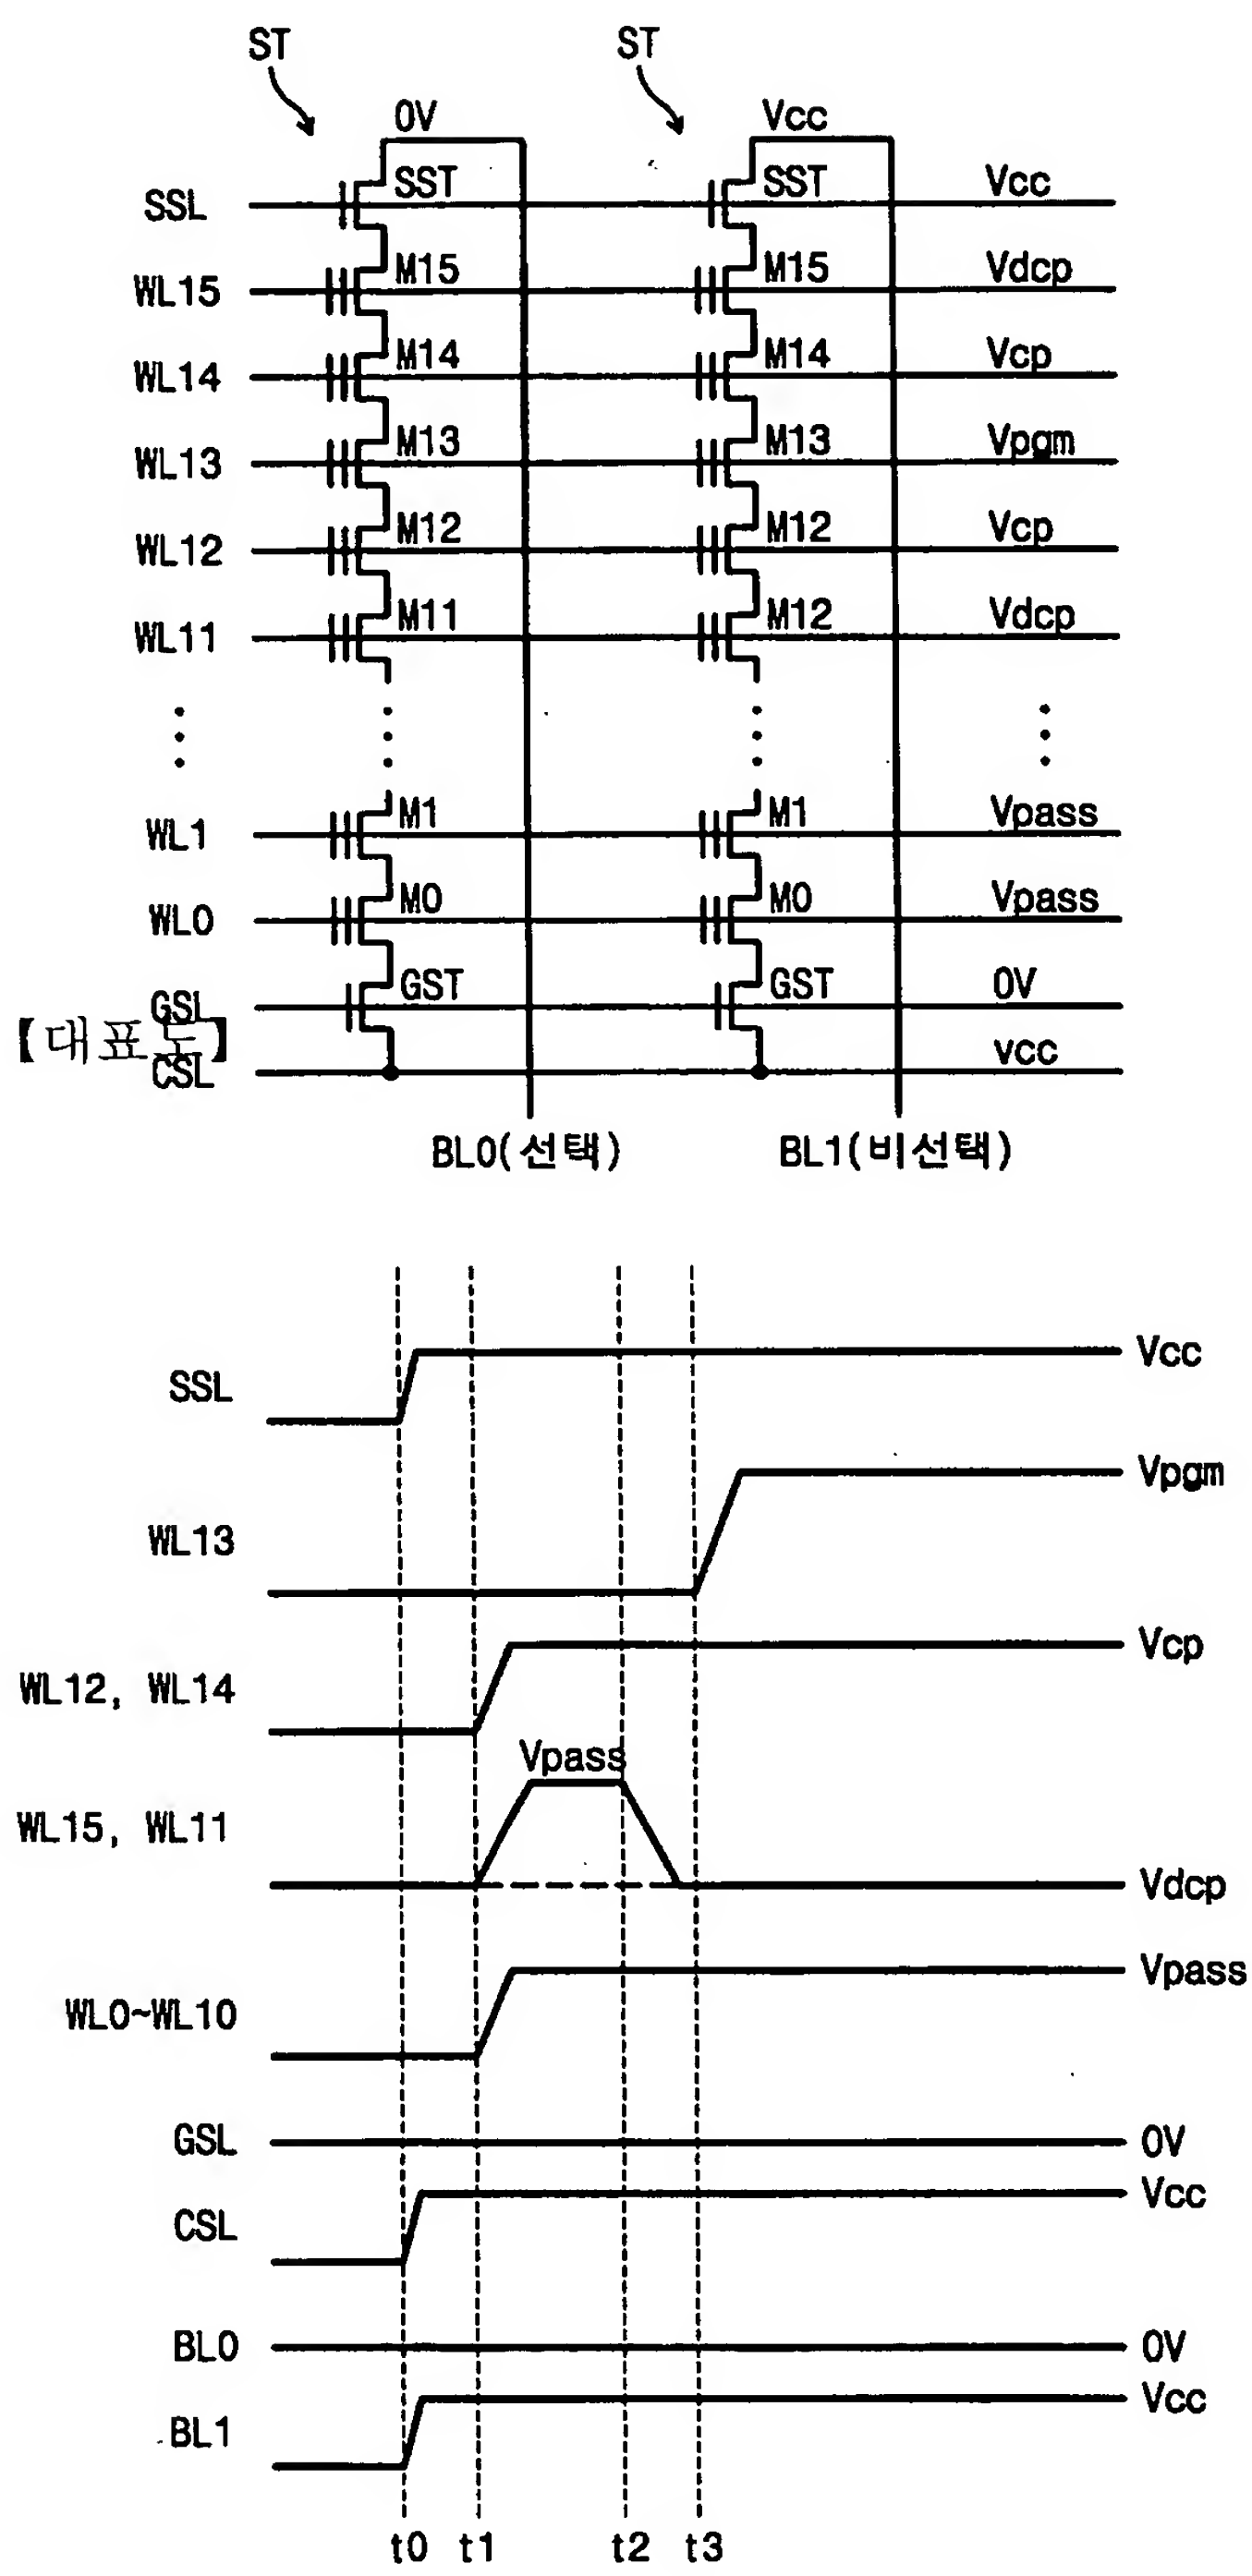 ST ST
0V Vcc
SSL SST SST Vcc
WL15 M15 M15 Vdcp
WL14 M14 M14 Vcp
WL13 M13 M13 Vpgm
WL12 M12 M12 Vcp
WL11 M11 M12 Vdcp
WL1 M1 M1 Vpass
WL0 M0 M0 Vpass
GSL GST GST 0V
【대표도】
CSL vcc
BL0(선택) BL1(비선택)
SSL Vcc
WL13 Vpgm
WL12, WL14 Vcp
Vpass
WL15, WL11 Vdcp
WL0~WL10 Vpass
GSL 0V
CSL Vcc
BL0 0V
BL1 Vcc
t0 t1 t2 t3